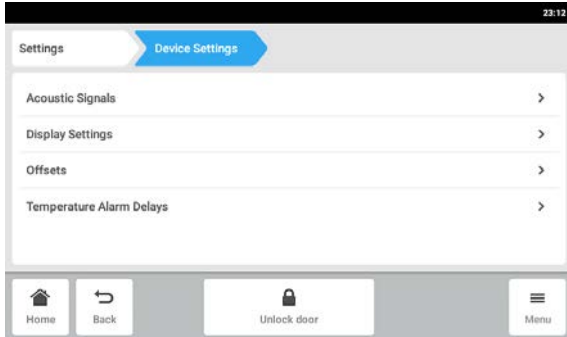 23:12
Settings Device Settings
Acoustic Signals
Display Settings
Offsets
Temperature Alarm Delays
Home Back Unlock door Menu